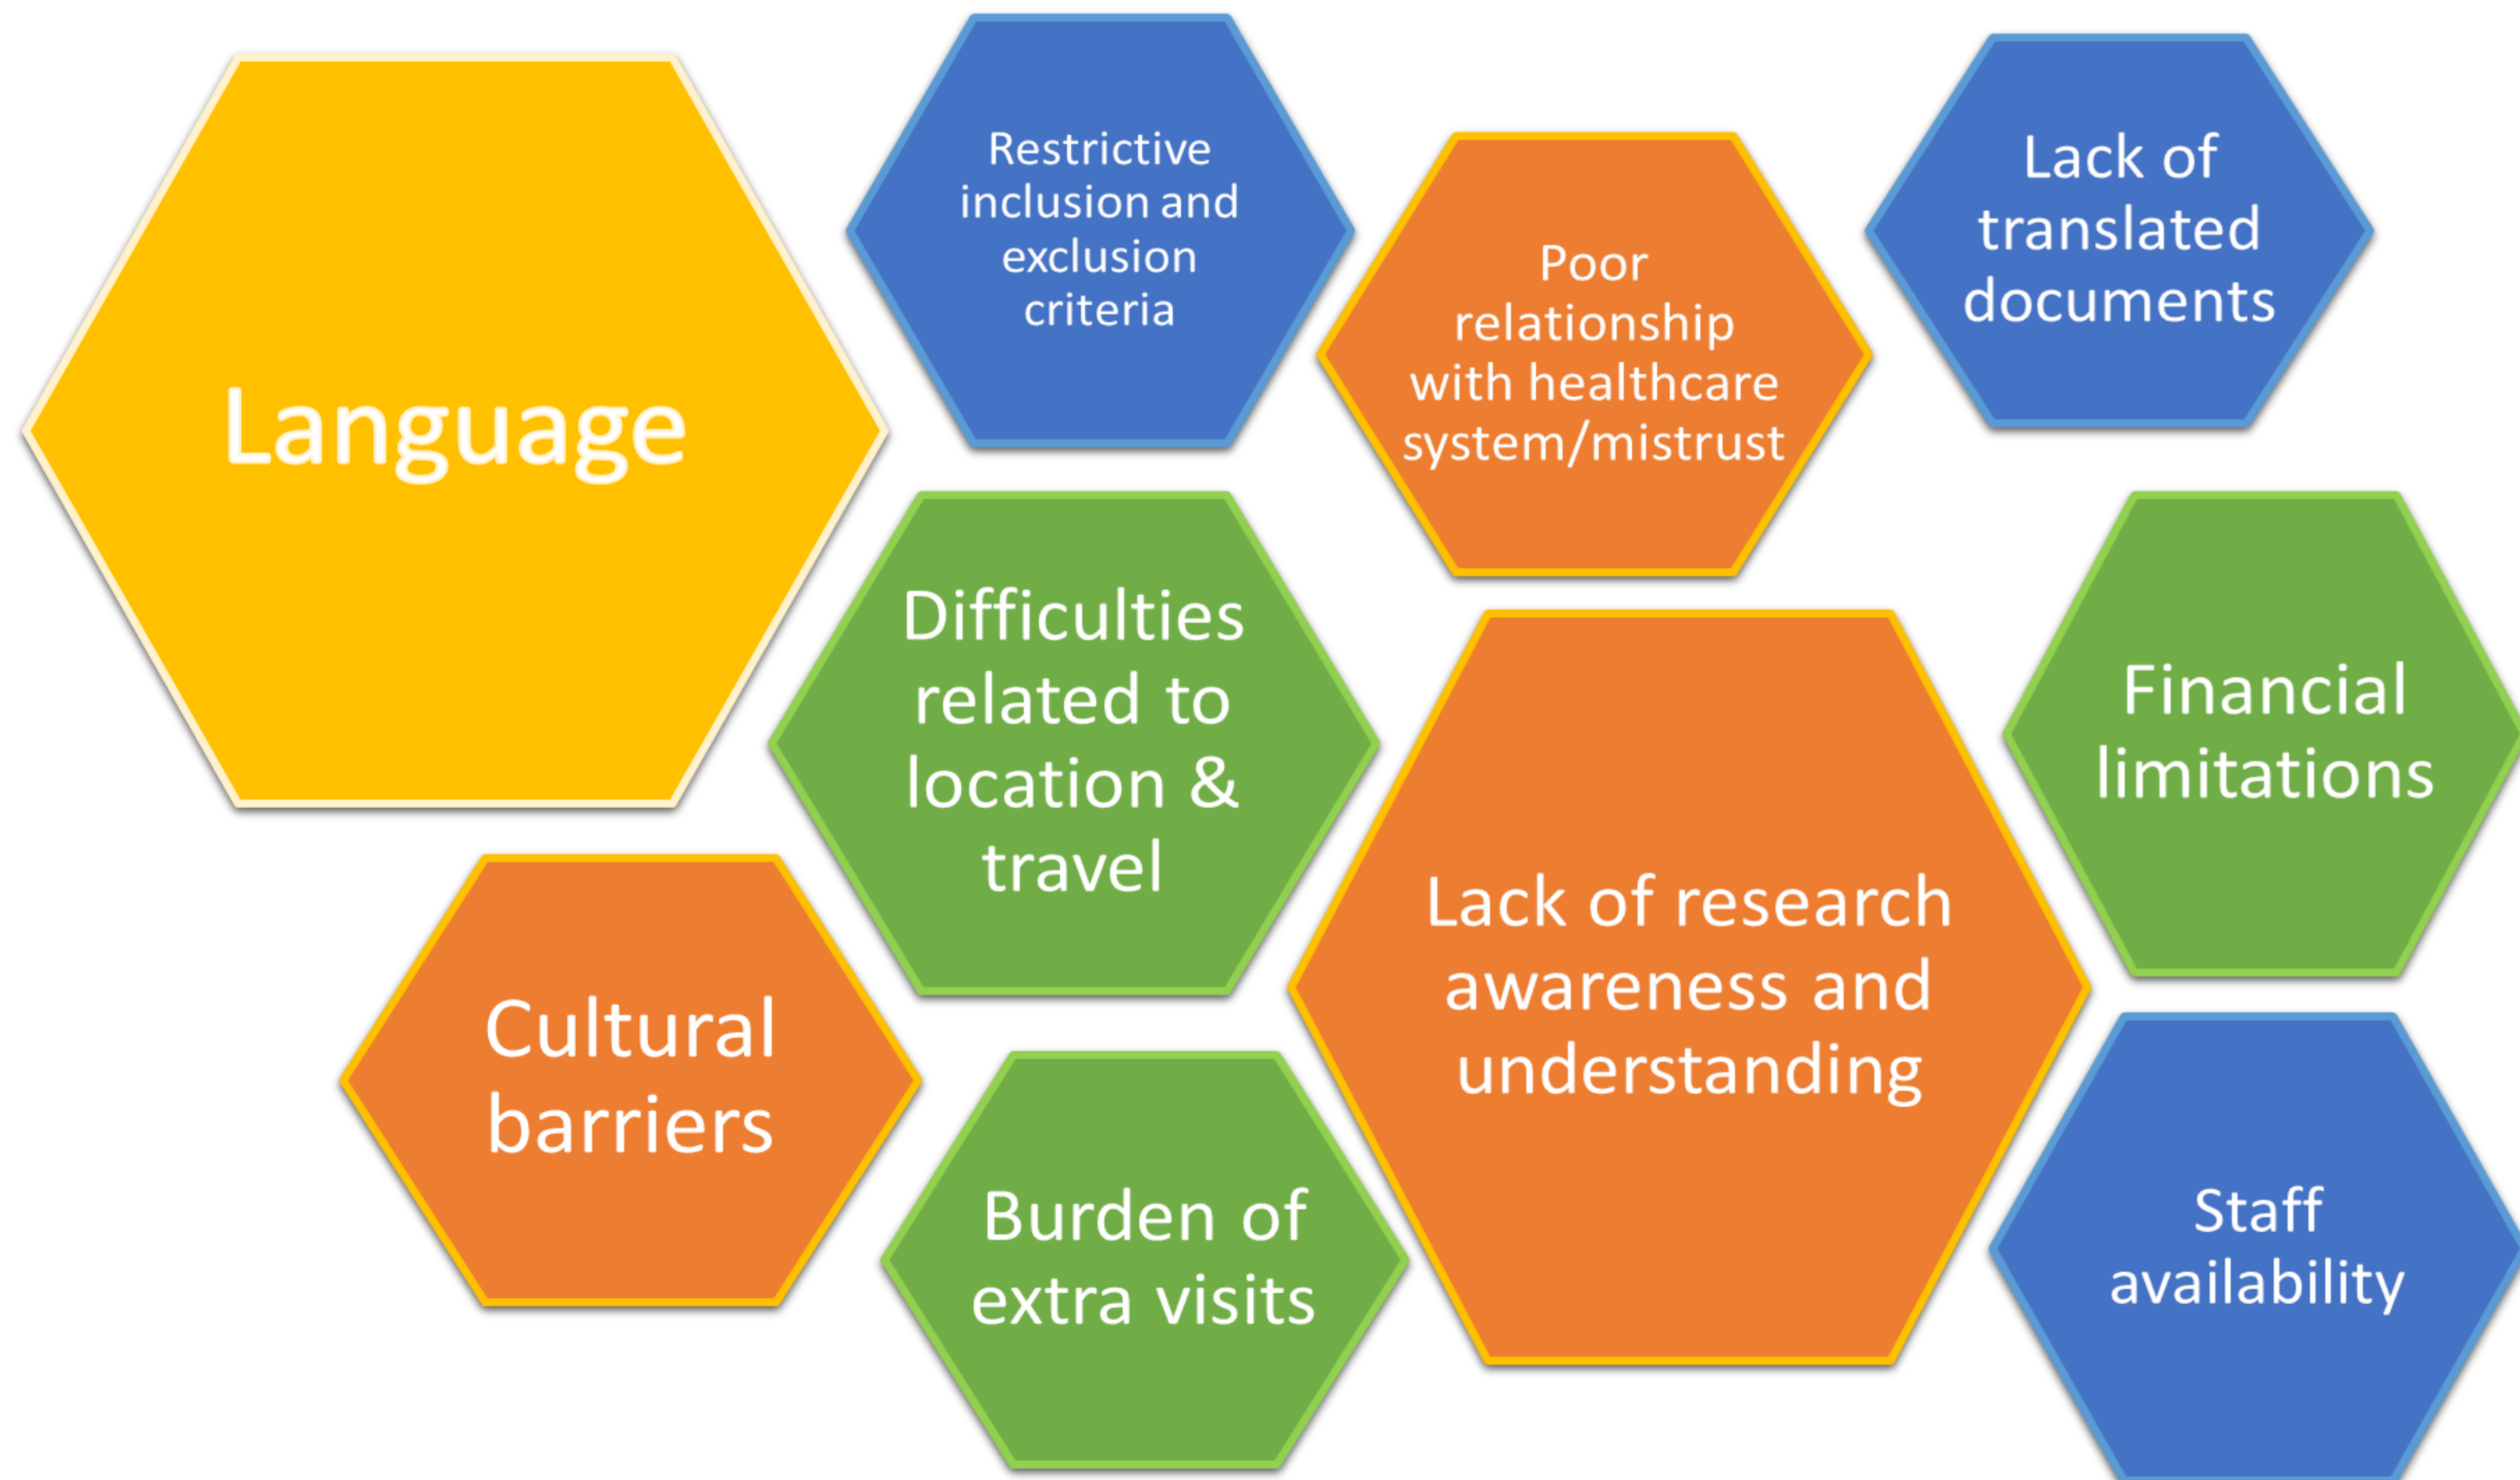 Language
Restrictive
inclusion and
exclusion
criteria
Poor
relationship
with healthcare
system/mistrust
Lack of
translated
documents
Difficulties
related to
location &
travel
Financial
limitations
Lack of research
awareness and
understanding
Cultural
barriers
Burden of
extra visits
Staff
availability